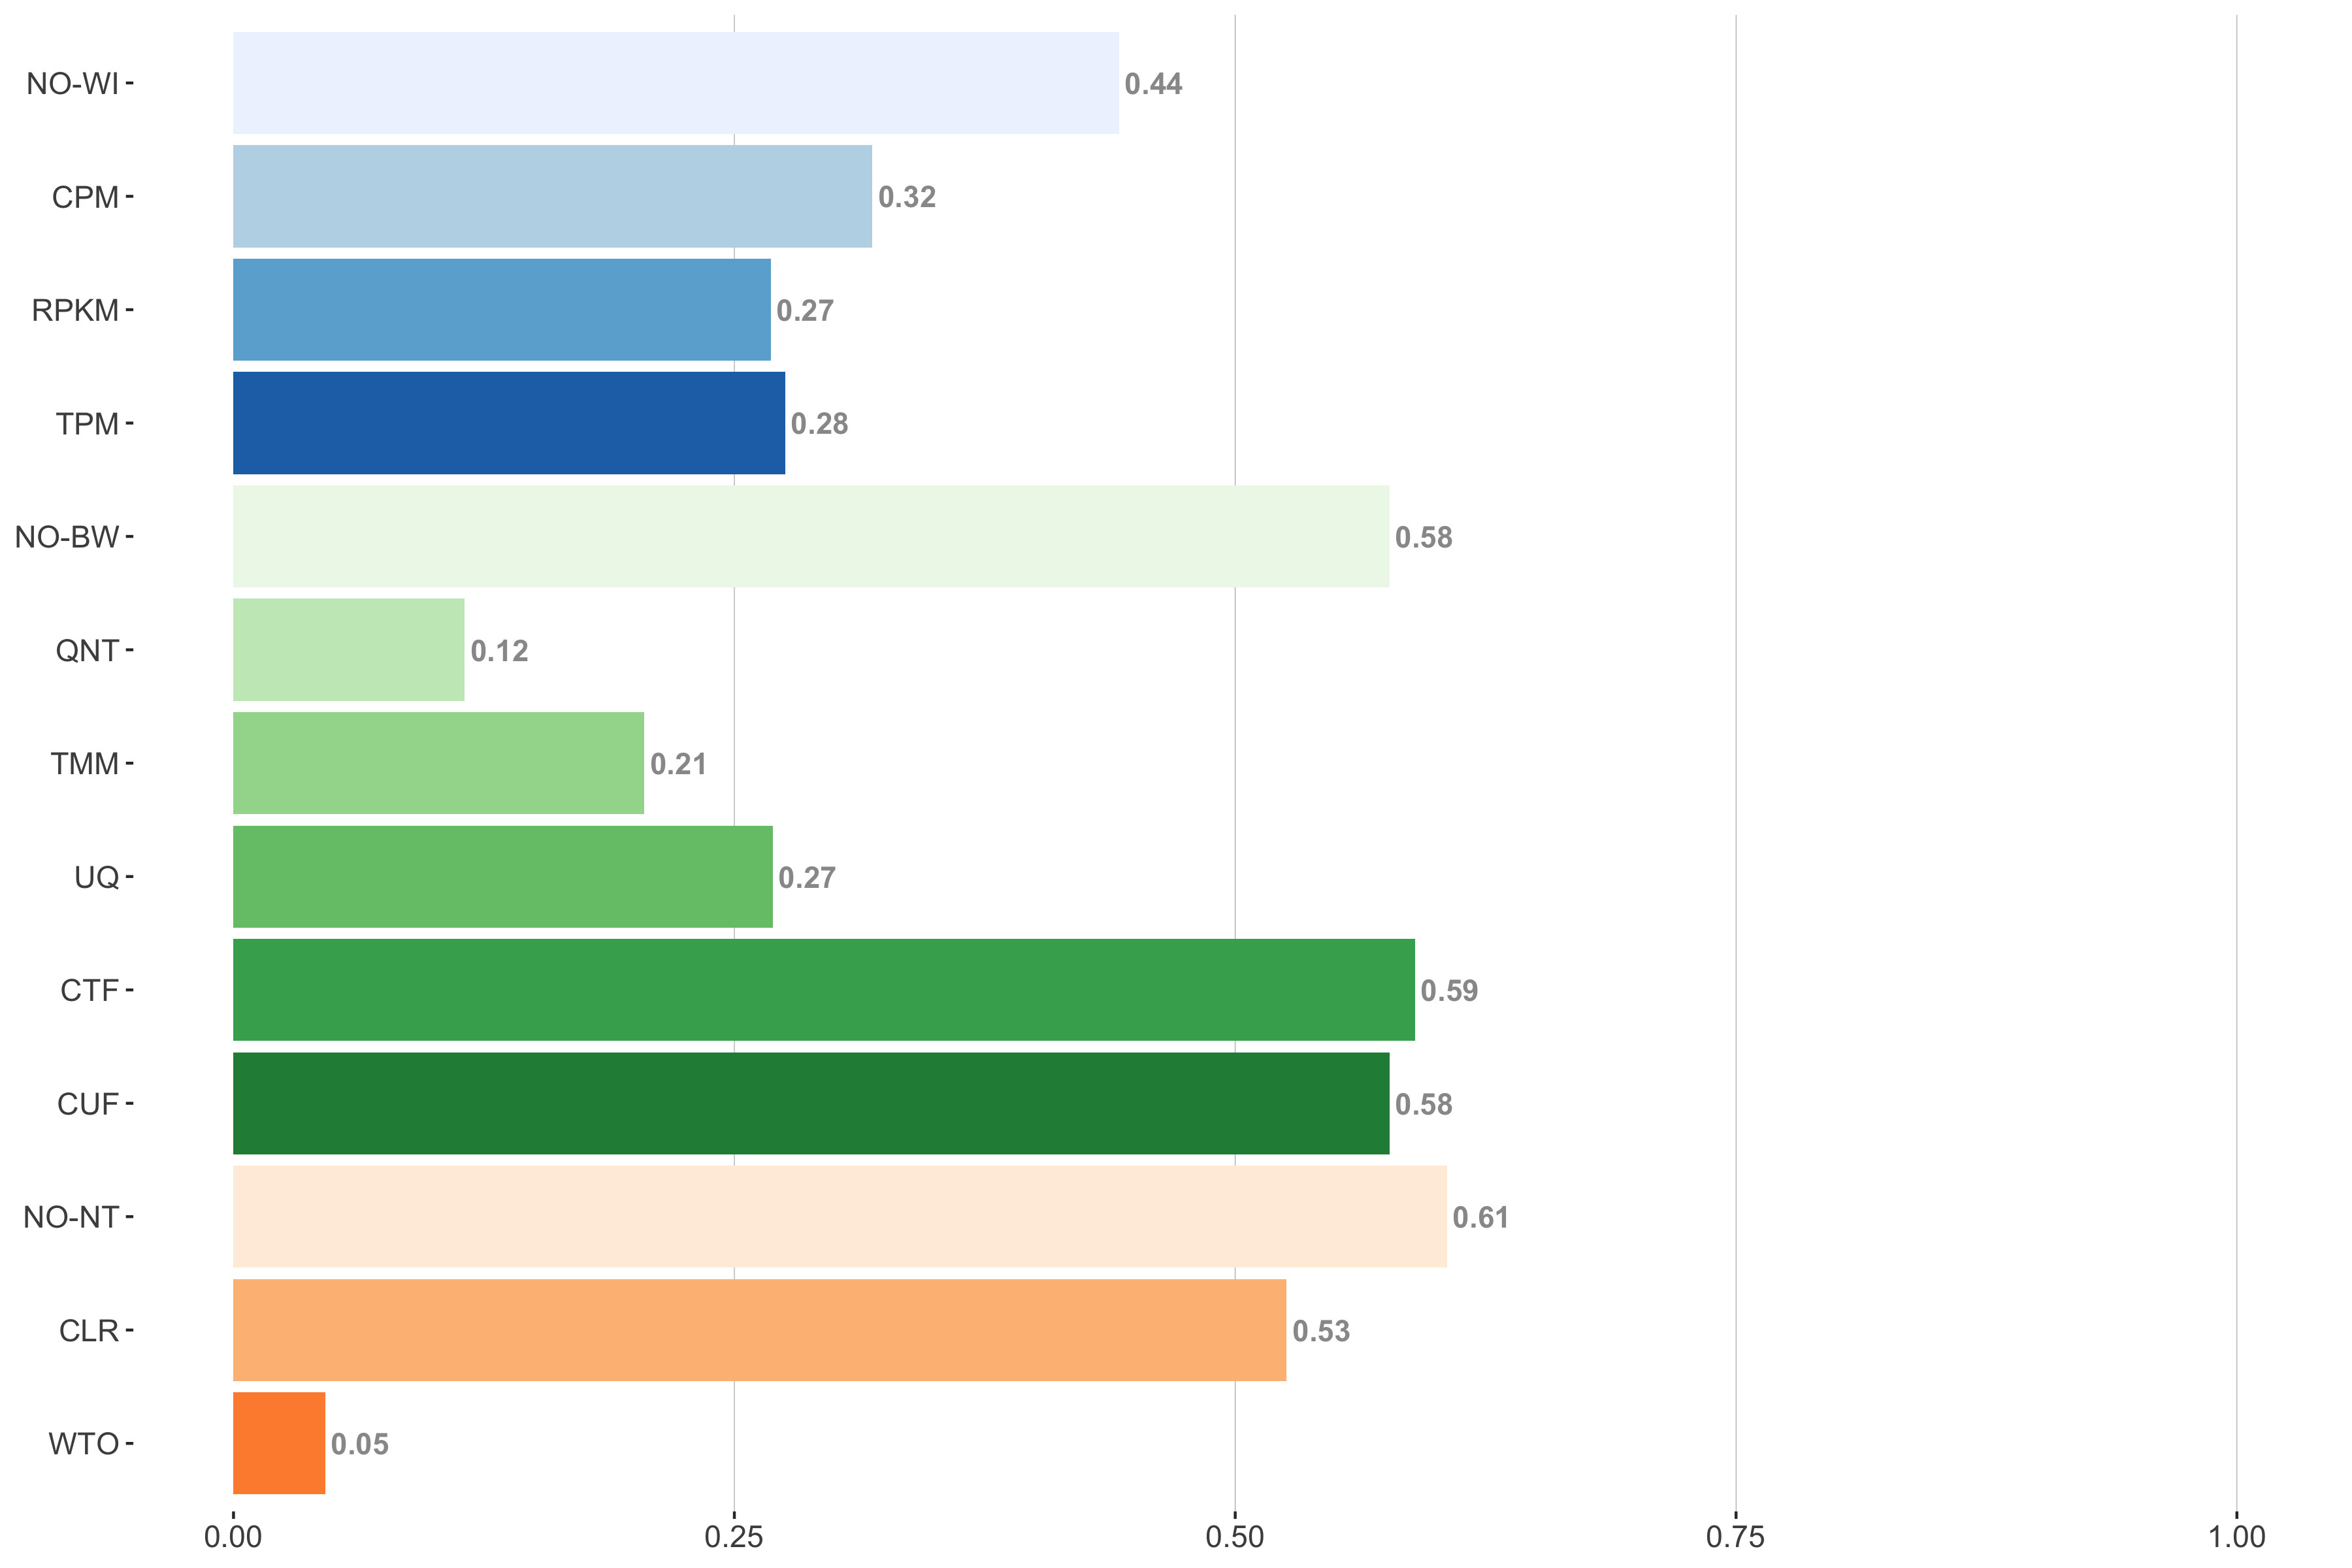 NO-WI 0.44
CPM 0.32
RPKM 0.27
TPM 0.28
NO-BW 0.58
QNT 0.12
TMM 0.21
UQ 0.27
CTF 0.59
CUF 0.58
NO-NT 0.61
CLR 0.53
WTO 0.05
0.00 0.25 0.50 0.75 1.00